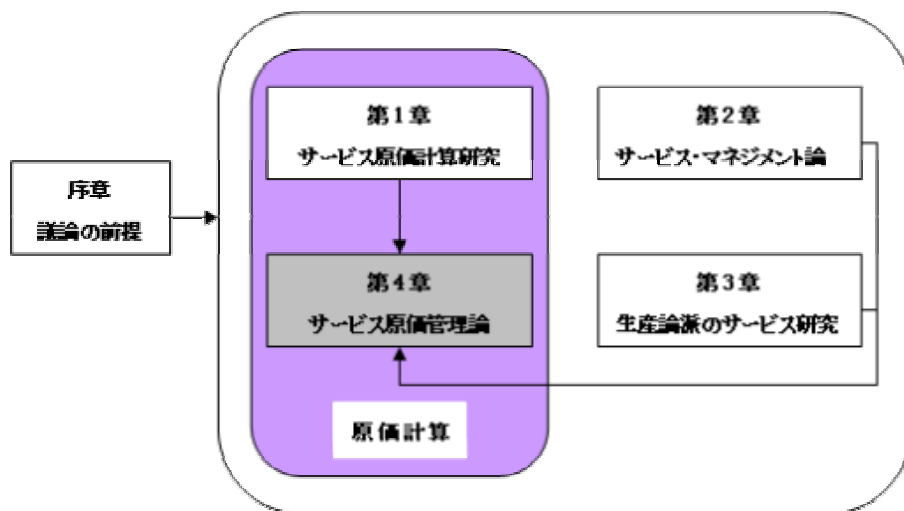 序章
議論の前提
第1章
サービス原価計算研究
第4章
サービス原価管理論
原価計算
第2章
サービス・マネジメント論
第3章
生産論派のサービス研究